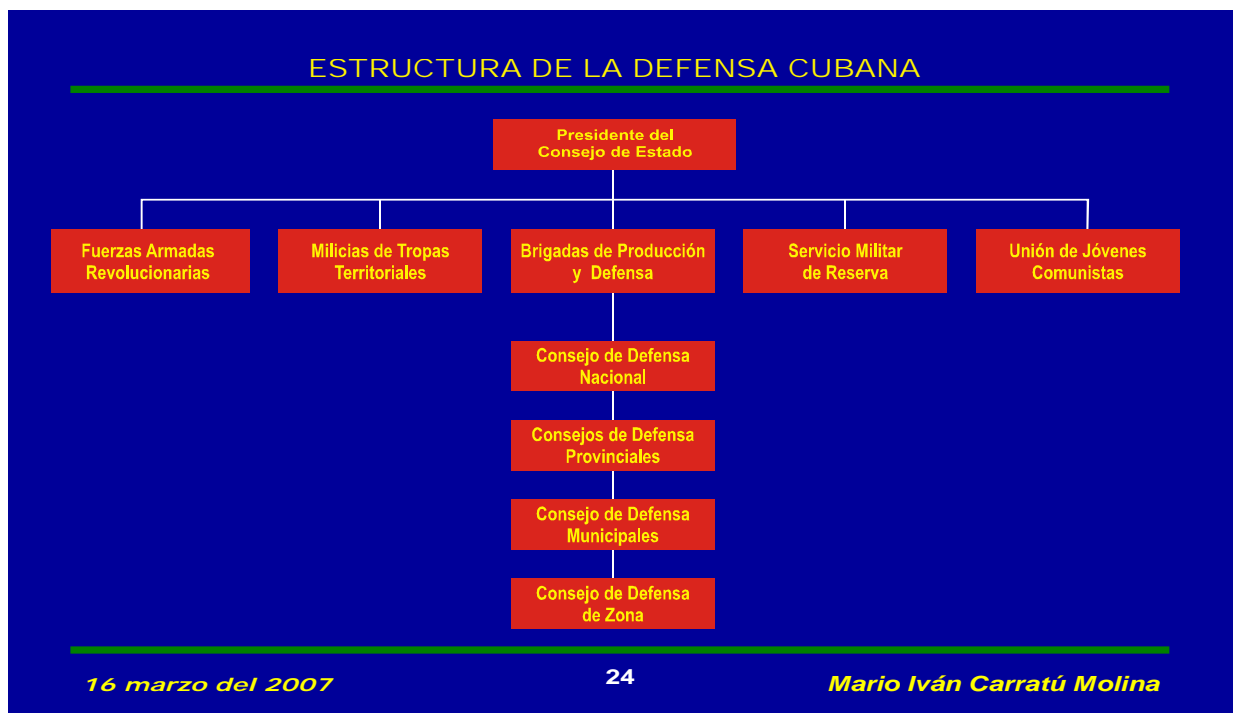 ESTRUCTURA DE LA DEFENSA CUBANA
Presidente del
Consejo de Estado
Fuerzas Armadas
Revolucionarias
Milicias de Tropas
Territoriales
Brigadas de Producción
y Defensa
Servicio Militar
de Reserva
Unión de Jóvenes
Comunistas
Consejo de Defensa
Nacional
Consejos de Defensa
Provinciales
Consejo de Defensa
Municipales
Consejo de Defensa
de Zona
16 marzo del 2007
24
Mario Iván Carratú Molina